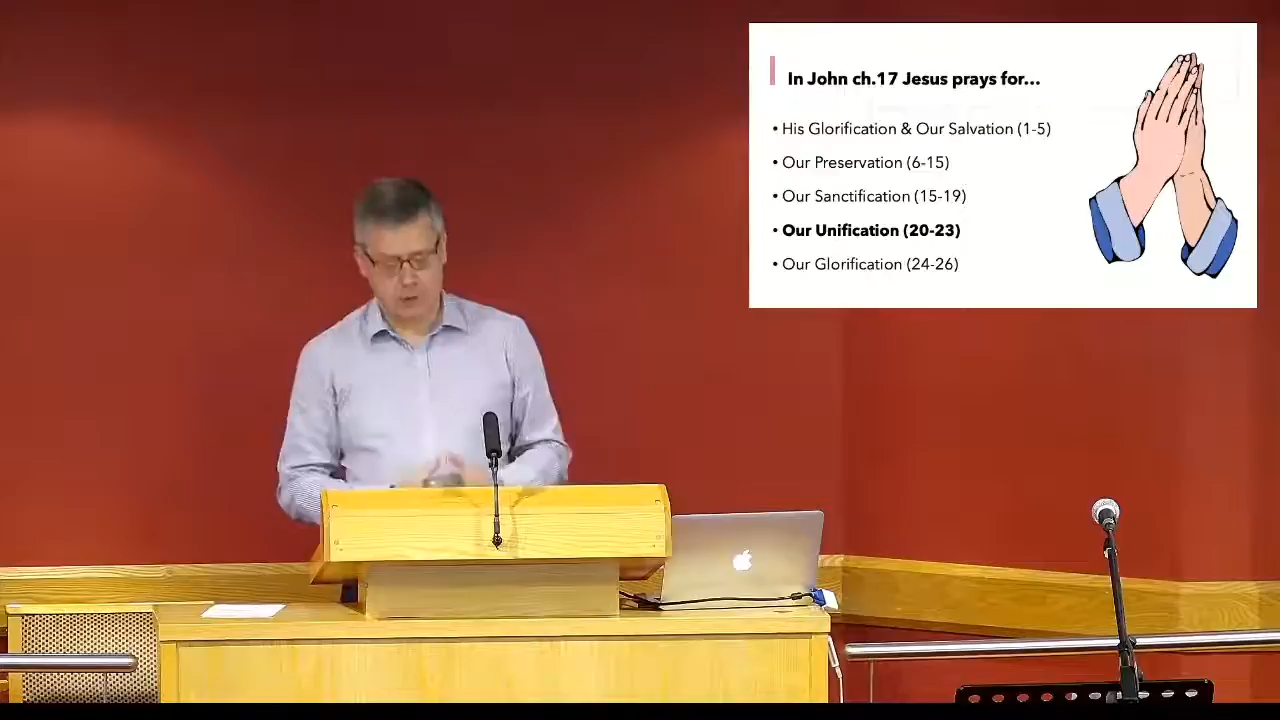 In John ch.17 Jesus prays for...
• His Glorification & Our Salvation (1-5)
• Our Preservation (6-15)
• Our Sanctification (15-19)
• Our Unification (20-23)
• Our Glorification (24-26)